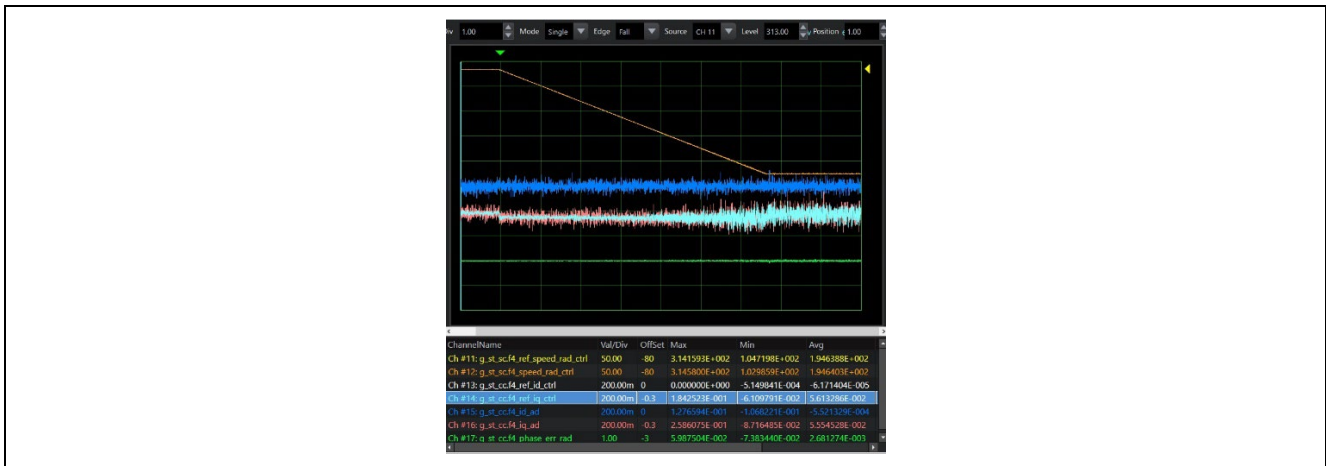 iv 1.00 Mode Single Edge Fall Source CH 11 Level 313.00 Position 1.00
ChannelName Val/Div OffSet Max Min Avg
Ch #11: g_st_sc.f4_ref_speed_rad_ctrl 50.00 -80 3.141593E+002 1.047198E+002 1.946388E+002
Ch #12: g_st_sc.f4_speed_rad_ctrl 50.00 -80 3.145800E+002 1.029859E+002 1.946403E+002
Ch #13: g_st_cc.f4_ref_id_ctrl 200.00m 0 0.000000E+000 -5.149841E-004 -6.171404E-005
Ch #14: g_st_cc.f4_ref_iq_ctrl 200.00m -0.3 1.842523E-001 -6.109791E-002 5.613286E-002
Ch #15: g_st_cc.f4_id_ad 200.00m 0 1.276594E-001 -1.068221E-001 -5.521329E-004
Ch #16: g_st_cc.f4_iq_ad 200.00m -0.3 2.586075E-001 -8.716485E-002 5.554528E-002
Ch #17: g_st_cc.f4_phase_err_rad 1.00 -3 5.987504E-002 -7.383440E-002 2.681274E-003